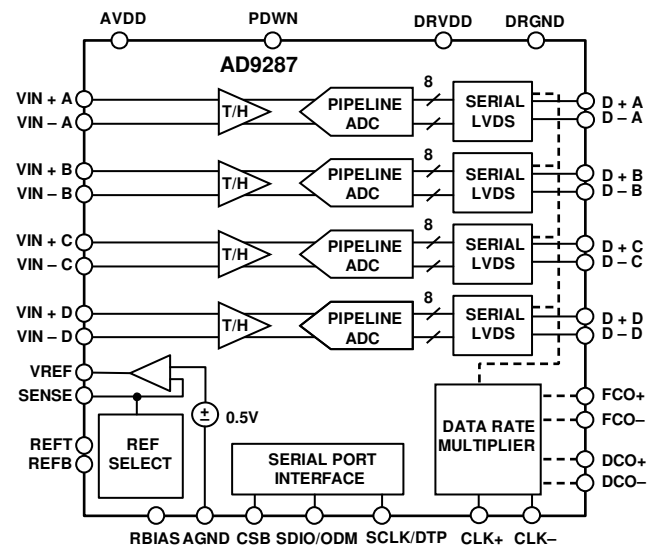 AVDD PDWN DRVDD DRGND
AD9287
VIN + A
VIN – A
T/H
PIPELINE
ADC
8
SERIAL
LVDS
D + A
D – A
VIN + B
VIN – B
T/H
PIPELINE
ADC
8
SERIAL
LVDS
D + B
D – B
VIN + C
VIN – C
T/H
PIPELINE
ADC
8
SERIAL
LVDS
D + C
D – C
VIN + D
VIN – D
T/H
PIPELINE
ADC
8
SERIAL
LVDS
D + D
D – D
VREF
SENSE
REFT
REFB
REF
SELECT
+
–
0.5V
SERIAL PORT
INTERFACE
DATA RATE
MULTIPLIER
FCO+
FCO–
DCO+
DCO–
RBIAS AGND CSB SDIO/ODM SCLK/DTP CLK+ CLK–